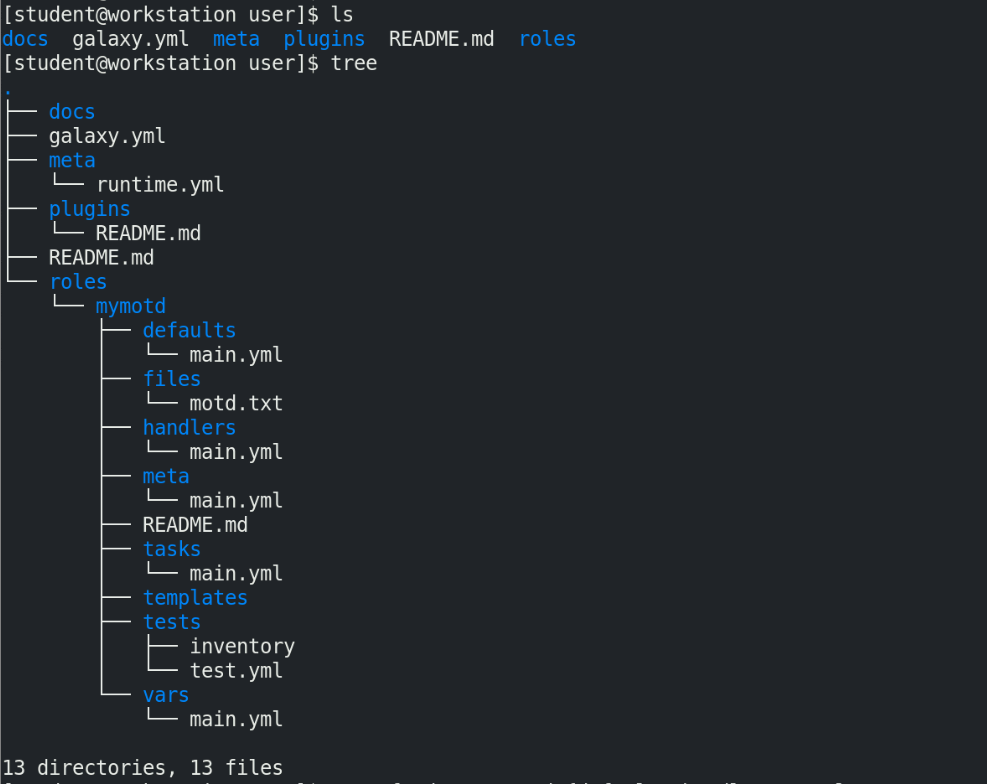 [student@workstation user]$ ls
docs  galaxy.yml  meta  plugins  README.md  roles
[student@workstation user]$ tree
.
├── docs
├── galaxy.yml
├── meta
│   └── runtime.yml
├── plugins
│   └── README.md
├── README.md
└── roles
    └── mymotd
        ├── defaults
        │   └── main.yml
        ├── files
        │   └── motd.txt
        ├── handlers
        │   └── main.yml
        ├── meta
        │   └── main.yml
        ├── README.md
        ├── tasks
        │   └── main.yml
        ├── templates
        ├── tests
        │   ├── inventory
        │   └── test.yml
        └── vars
            └── main.yml

13 directories, 13 files